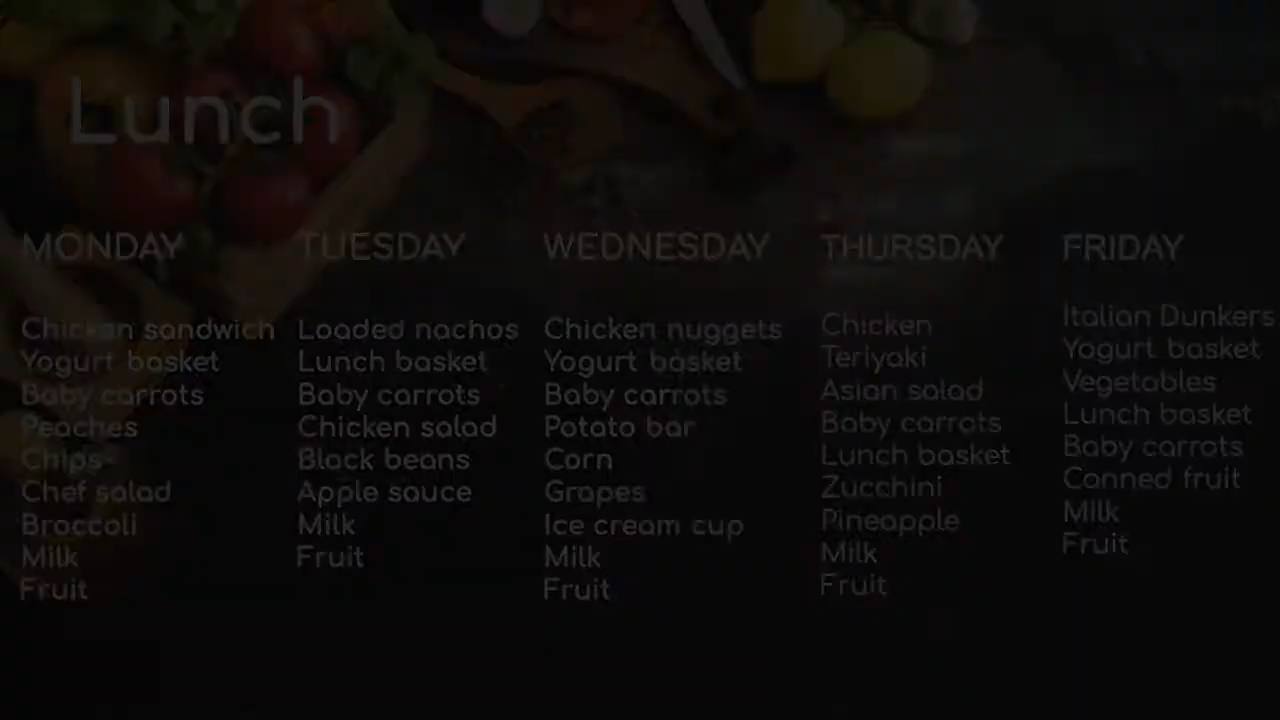 Lunch
MONDAY
Chicken sandwich
Yogurt basket
Baby carrots
Peaches
Chips-
Chef salad
Broccoli
Milk
Fruit
TUESDAY
Loaded nachos
Lunch basket
Baby carrots
Chicken salad
Black beans
Apple sauce
Milk
Fruit
WEDNESDAY
Chicken nuggets
Yogurt basket
Baby carrots
Potato bar
Corn
Grapes
Ice cream cup
Milk
Fruit
THURSDAY
Chicken
Teriyaki
Asian salad
Baby carrots
Lunch basket
Zucchini
Pineapple
Milk
Fruit
FRIDAY
Italian Dunkers
Yogurt basket
Vegetables
Lunch basket
Baby carrots
Canned fruit
Milk
Fruit